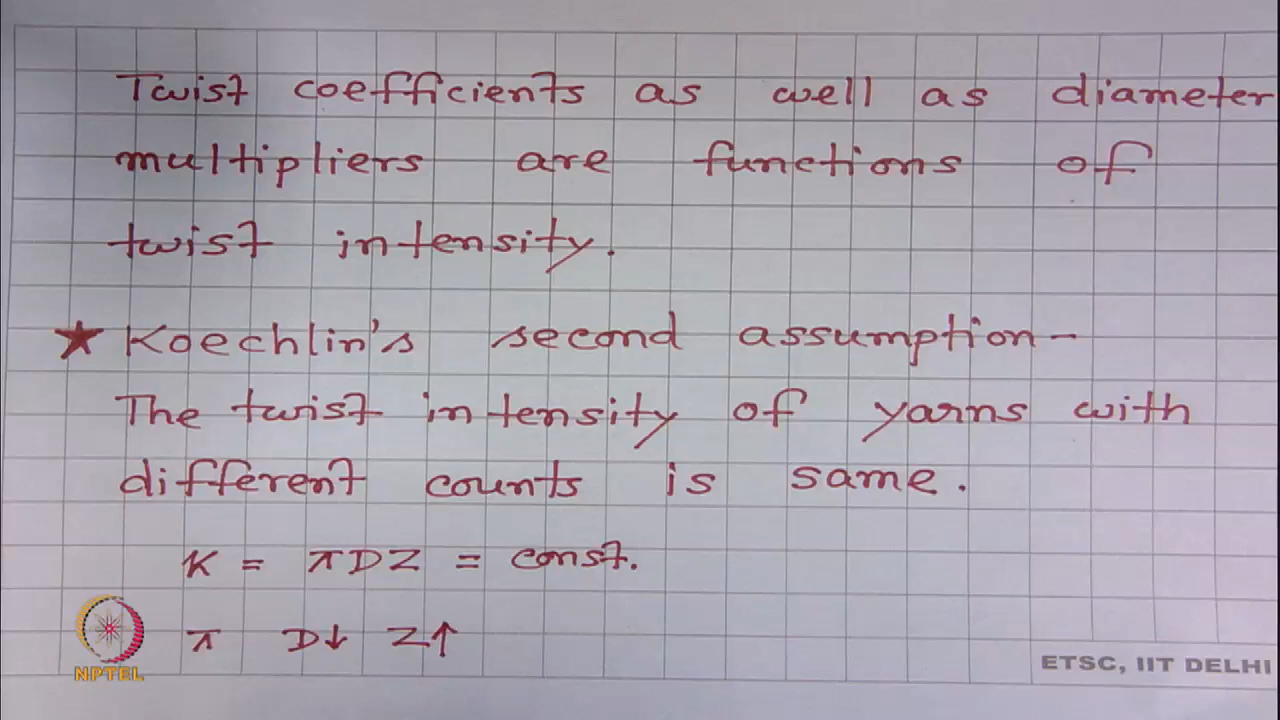 Twist coefficients as well as diameter
multipliers are functions of
twist intensity.
★ Koechlin's second assumption -
The twist intensity of yarns with
different counts is same.
K = πDZ = const.
π D↓ Z↑
NPTEL
ETSC, IIT DELHI